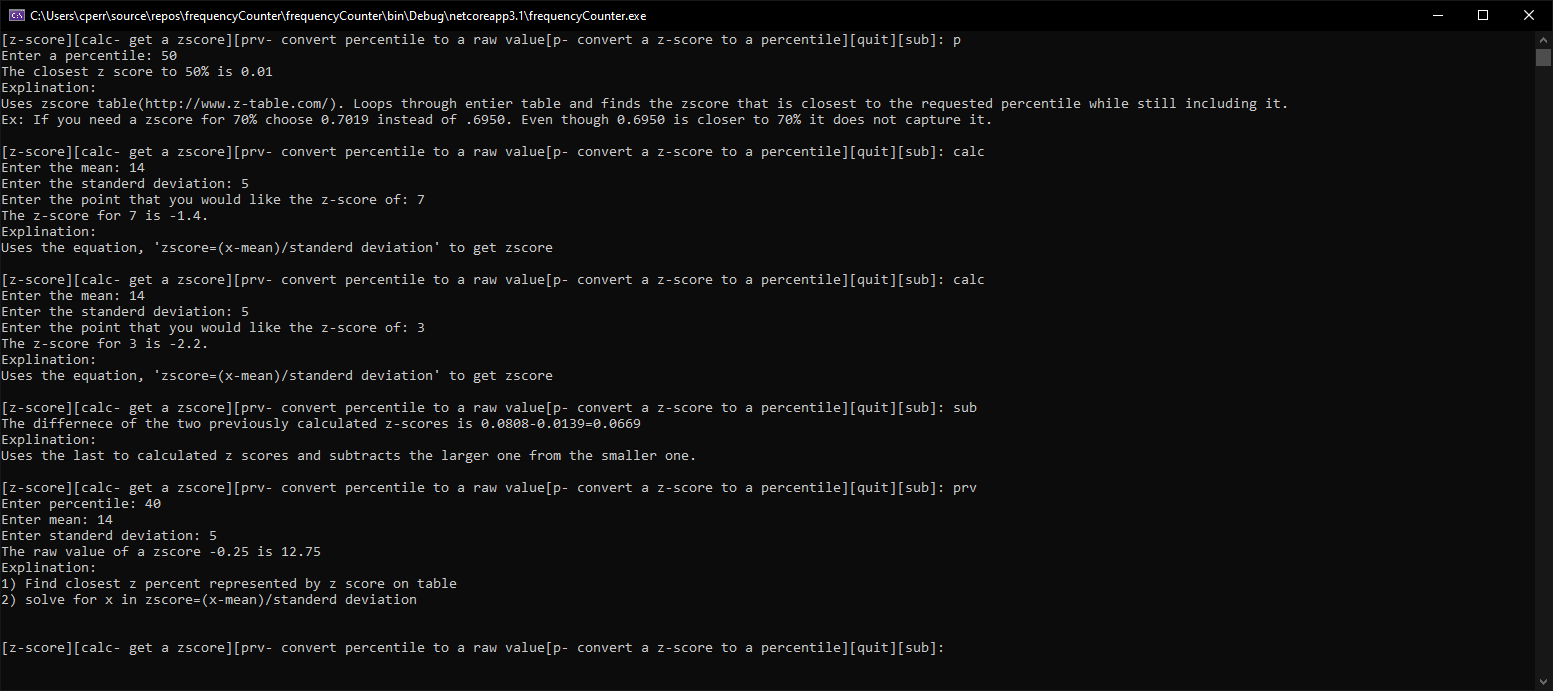 C:\Users\cperr\source\repos\frequencyCounter\frequencyCounter\bin\Debug\netcoreapp3.1\frequencyCounter.exe
[z-score][calc- get a zscore][prv- convert percentile to a raw value[p- convert a z-score to a percentile][quit][sub]: p
Enter a percentile: 50
The closest z score to 50% is 0.01
Explination:
Uses zscore table(http://www.z-table.com/). Loops through entier table and finds the zscore that is closest to the requested percentile while still including it.
Ex: If you need a zscore for 70% choose 0.7019 instead of .6950. Even though 0.6950 is closer to 70% it does not capture it.
[z-score][calc- get a zscore][prv- convert percentile to a raw value[p- convert a z-score to a percentile][quit][sub]: calc
Enter the mean: 14
Enter the standerd deviation: 5
Enter the point that you would like the z-score of: 7
The z-score for 7 is -1.4.
Explination:
Uses the equation, 'zscore=(x-mean)/standerd deviation' to get zscore
[z-score][calc- get a zscore][prv- convert percentile to a raw value[p- convert a z-score to a percentile][quit][sub]: calc
Enter the mean: 14
Enter the standerd deviation: 5
Enter the point that you would like the z-score of: 3
The z-score for 3 is -2.2.
Explination:
Uses the equation, 'zscore=(x-mean)/standerd deviation' to get zscore
[z-score][calc- get a zscore][prv- convert percentile to a raw value[p- convert a z-score to a percentile][quit][sub]: sub
The differnece of the two previously calculated z-scores is 0.0808-0.0139=0.0669
Explination:
Uses the last to calculated z scores and subtracts the larger one from the smaller one.
[z-score][calc- get a zscore][prv- convert percentile to a raw value[p- convert a z-score to a percentile][quit][sub]: prv
Enter percentile: 40
Enter mean: 14
Enter standerd deviation: 5
The raw value of a zscore -0.25 is 12.75
Explination:
1) Find closest z percent represented by z score on table
2) solve for x in zscore=(x-mean)/standerd deviation
[z-score][calc- get a zscore][prv- convert percentile to a raw value[p- convert a z-score to a percentile][quit][sub]: